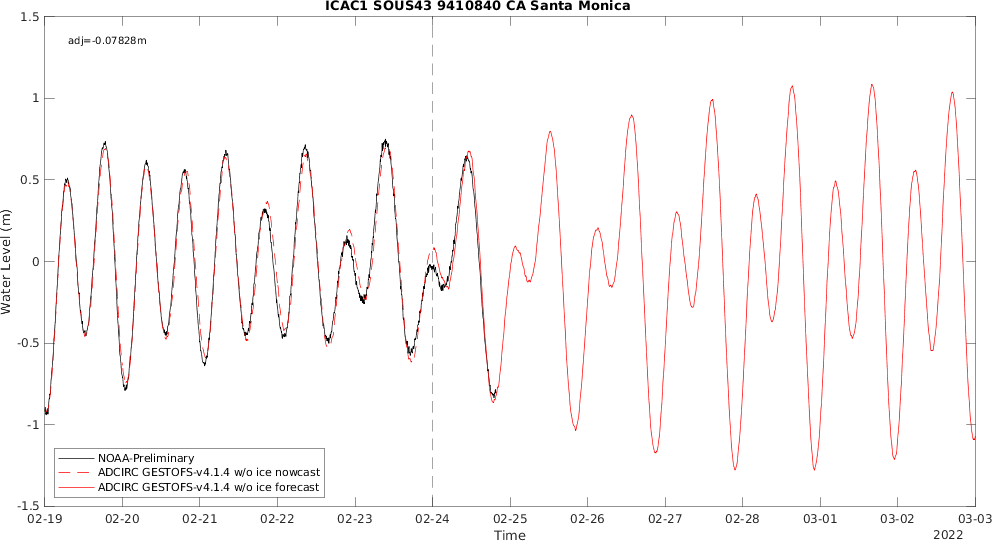 ICAC1 SOUS43 9410840 CA Santa Monica
adj=-0.07828m
1.5
1
0.5
0
-0.5
-1
-1.5
Water Level (m)
NOAA-Preliminary
ADCIRC GESTOFS-v4.1.4 w/o ice nowcast
ADCIRC GESTOFS-v4.1.4 w/o ice forecast
02-19 02-20 02-21 02-22 02-23 02-24 02-25 02-26 02-27 02-28 03-01 03-02 03-03
Time
2022